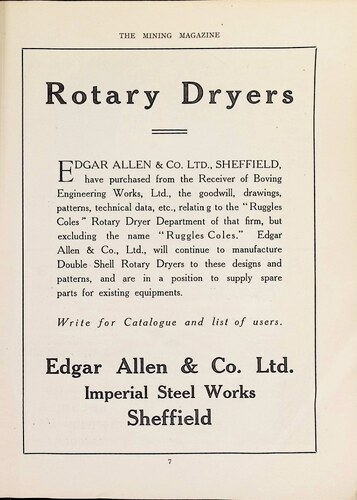 THE MINING MAGAZINE
Rotary Dryers
EDGAR ALLEN & CO. LTD., SHEFFIELD,
have purchased from the Receiver of Boving
Engineering Works, Ltd., the goodwill, drawings,
patterns, technical data, etc., relating to the "Ruggles
Coles" Rotary Dryer Department of that firm, but
excluding the name "Ruggles Coles." Edgar
Allen & Co., Ltd., will continue to manufacture
Double Shell Rotary Dryers to these designs and
patterns, and are in a position to supply spare
parts for existing equipments.
Write for Catalogue and list of users.
Edgar Allen & Co. Ltd.
Imperial Steel Works
Sheffield
7